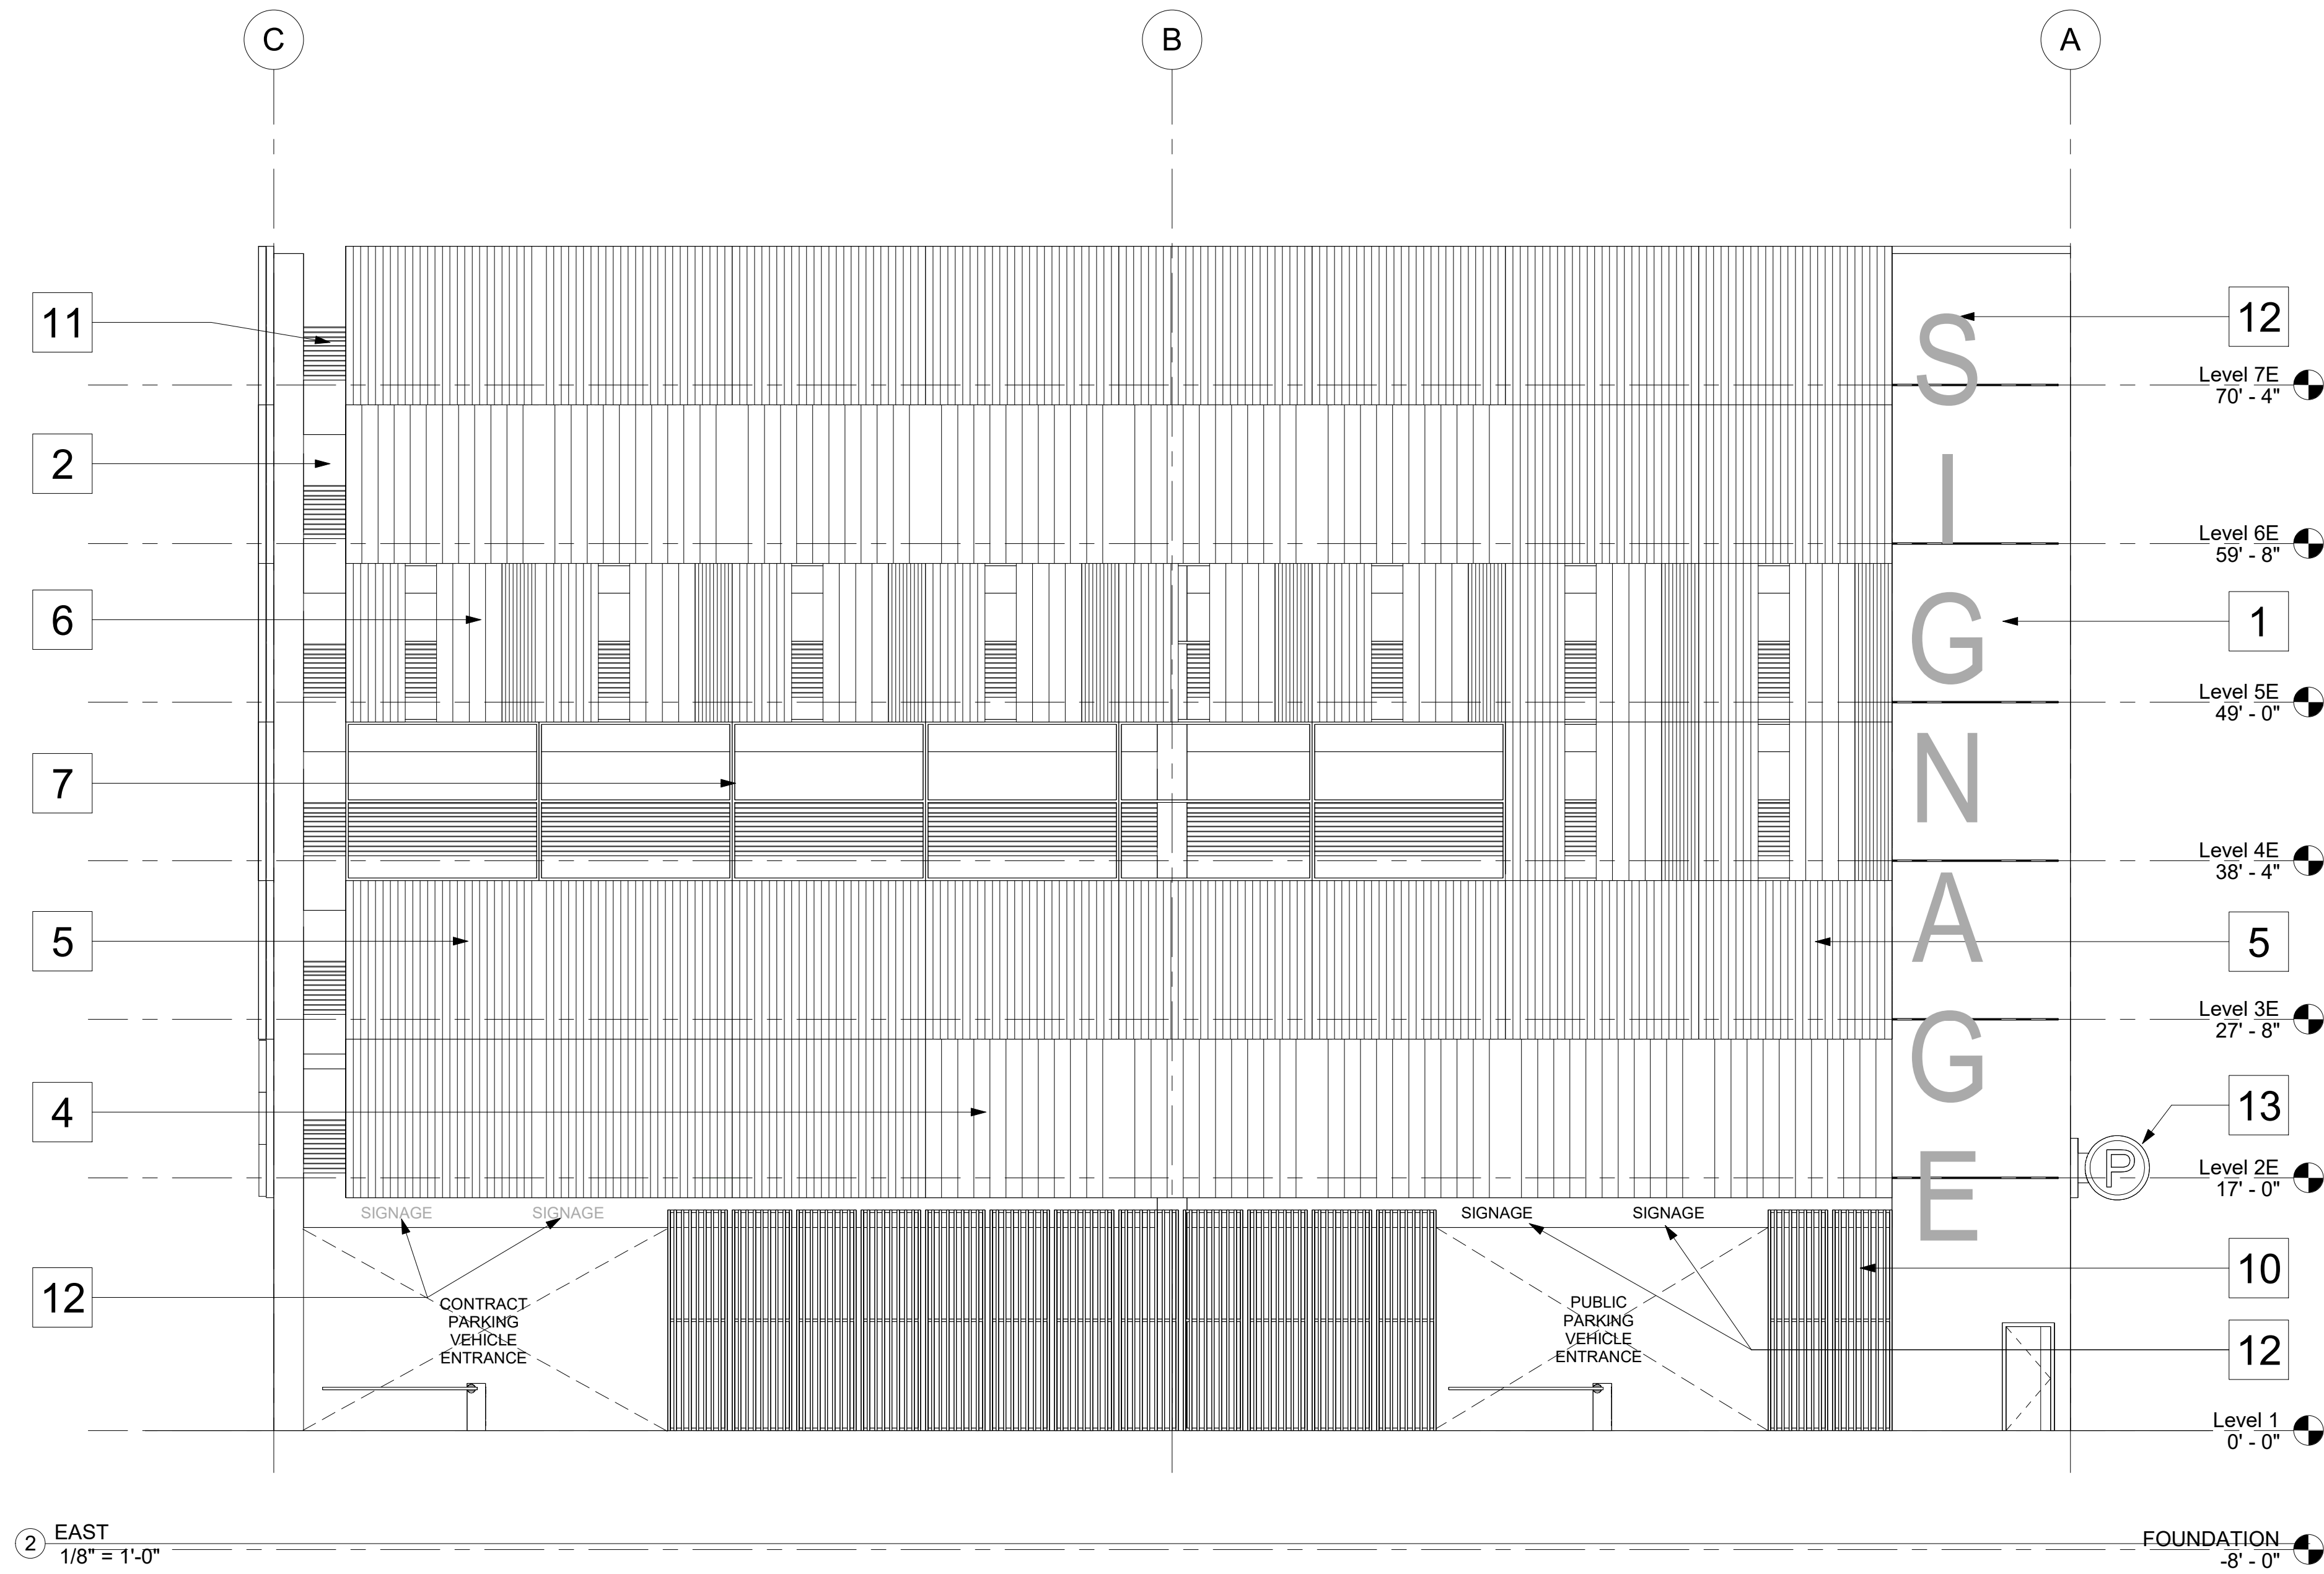 C
B
A
11
12
Level 7E
70' - 4"
2
Level 6E
59' - 8"
6
1
Level 5E
49' - 0"
7
Level 4E
38' - 4"
5
5
Level 3E
27' - 8"
4
13
P
Level 2E
17' - 0"
S
I
G
N
A
G
E
SIGNAGE
SIGNAGE
SIGNAGE
SIGNAGE
10
12
CONTRACT
PARKING
VEHICLE
ENTRANCE
PUBLIC
PARKING
VEHICLE
ENTRANCE
12
Level 1
0' - 0"
2
EAST
1/8" = 1'-0"
FOUNDATION
-8' - 0"